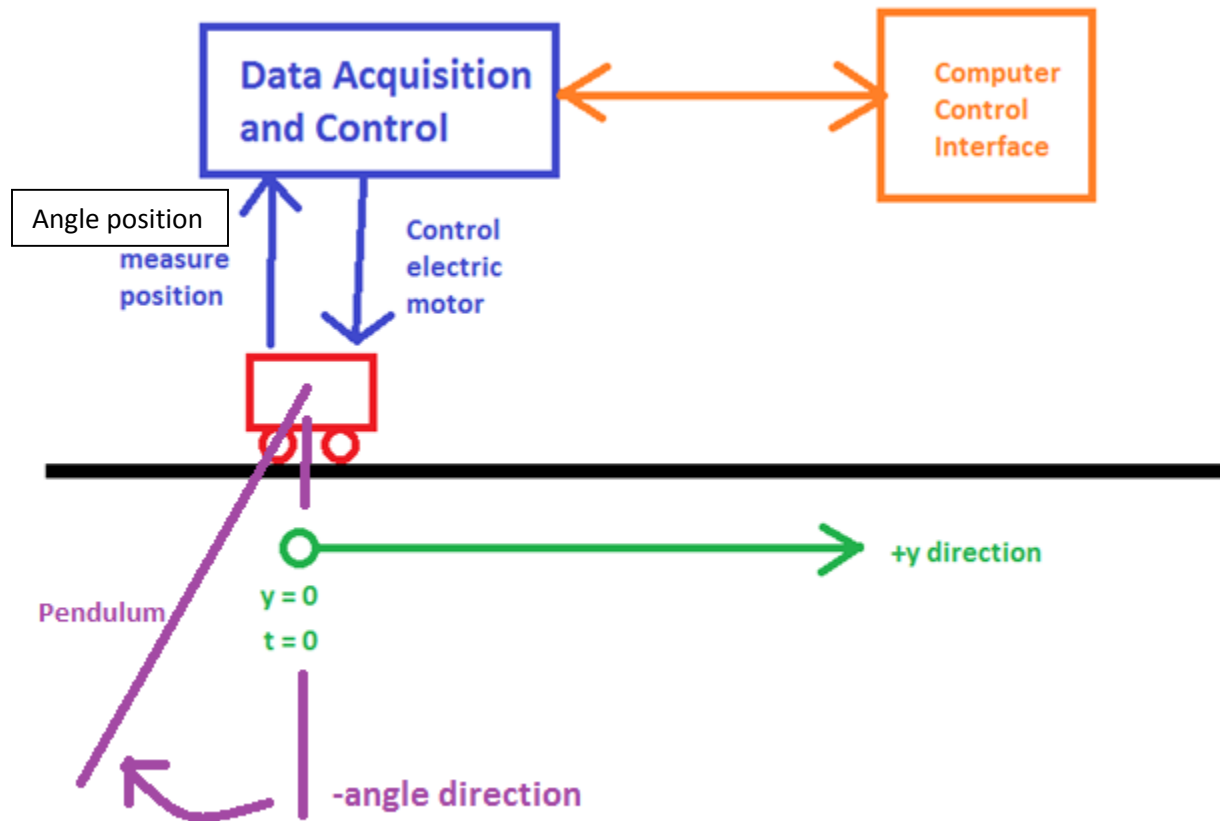 Data Acquisition
and Control
Computer
Control
Interface
Angle position
measure
position
Control
electric
motor
+y direction
y = 0
t = 0
Pendulum
-angle direction